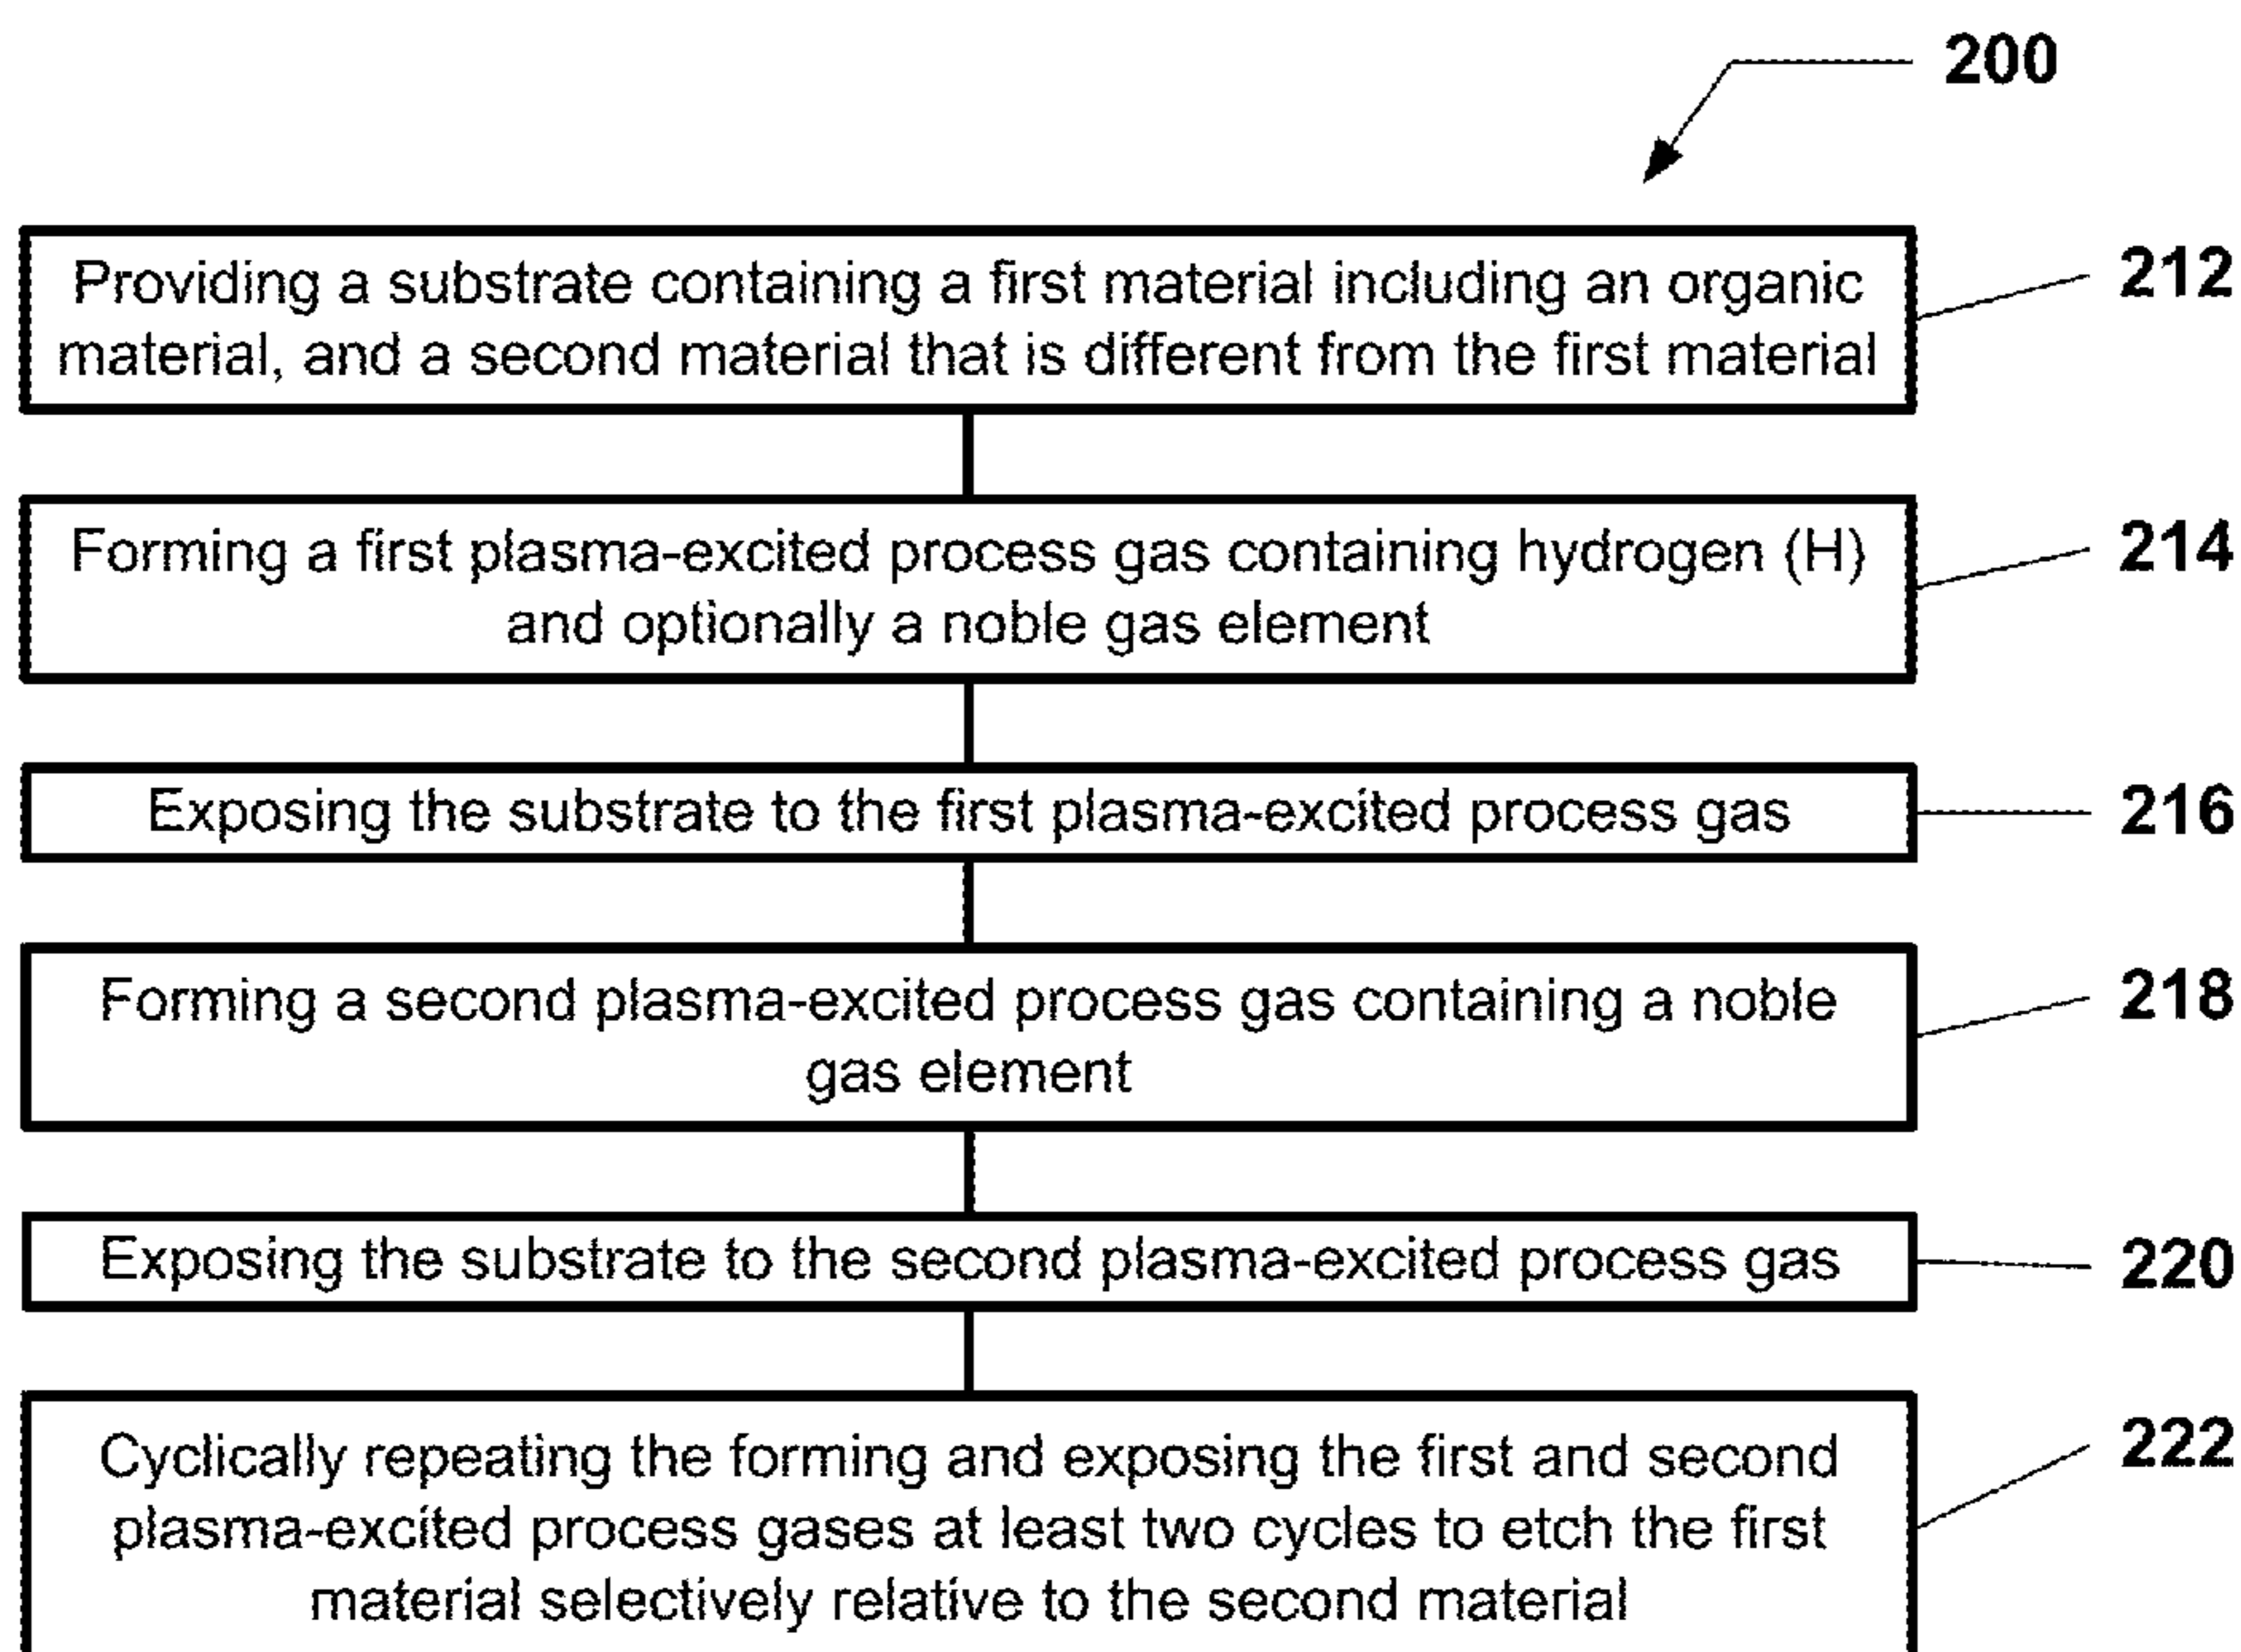 200
Providing a substrate containing a first material including an organic
material, and a second material that is different from the first material
212
Forming a first plasma-excited process gas containing hydrogen (H)
and optionally a noble gas element
214
Exposing the substrate to the first plasma-excited process gas
216
Forming a second plasma-excited process gas containing a noble
gas element
218
Exposing the substrate to the second plasma-excited process gas
220
Cyclically repeating the forming and exposing the first and second
plasma-excited process gases at least two cycles to etch the first
material selectively relative to the second material
222